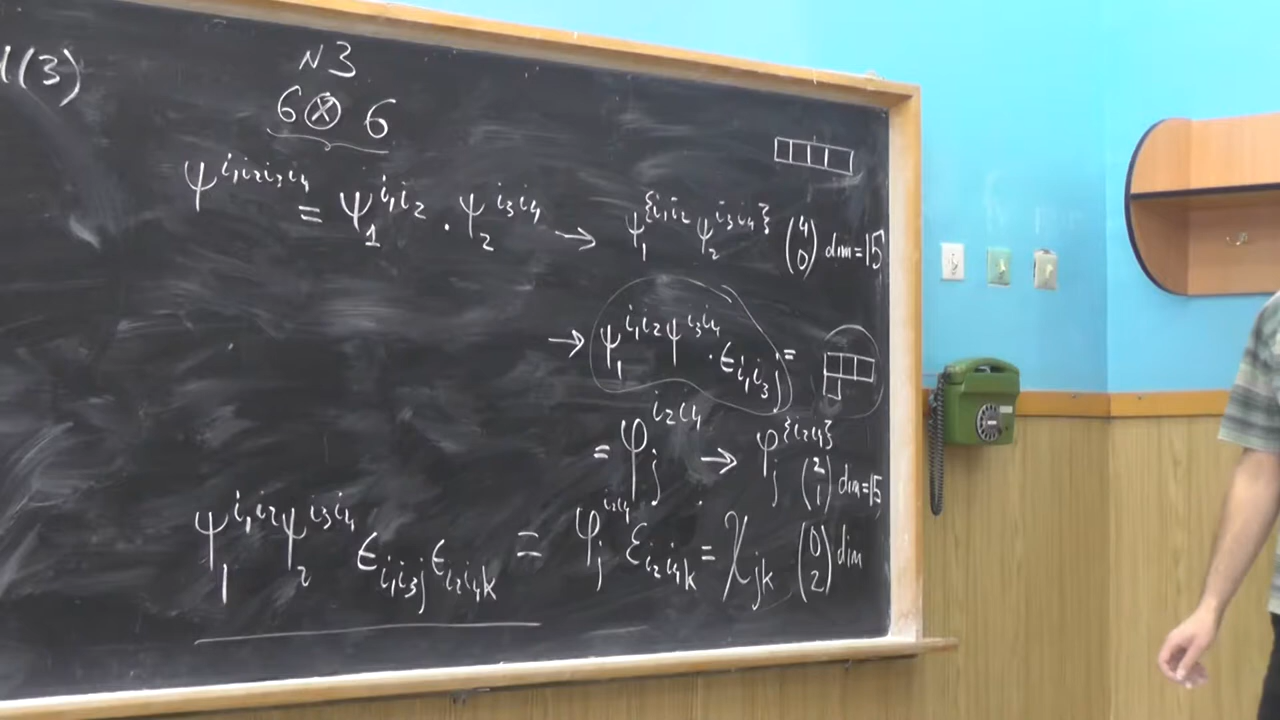 (3)
N3
6 ⊗ 6
ψ^{i₁i₂i₃i₄} = ψ₁^{i₁i₂} · ψ₂^{i₃i₄} → ψ₁^{{i₁i₂} ψ₂^{i₃i₄}} (4 0) dim=15
→ ψ₁^{i₁i₂} ψ^{i₃i₄} · ϵ_{i₁i₃j} =
= φ_j^{i₂i₄} → φ_j^{{i₂i₄}} (2 1) dim=15
ψ₁^{i₁i₂} ψ₂^{i₃i₄} ϵ_{i₁i₃j} ϵ_{i₂i₄k} = φ_j^{i₂i₄} ε_{i₂i₄k} = χ_{jk} (0 2) dim